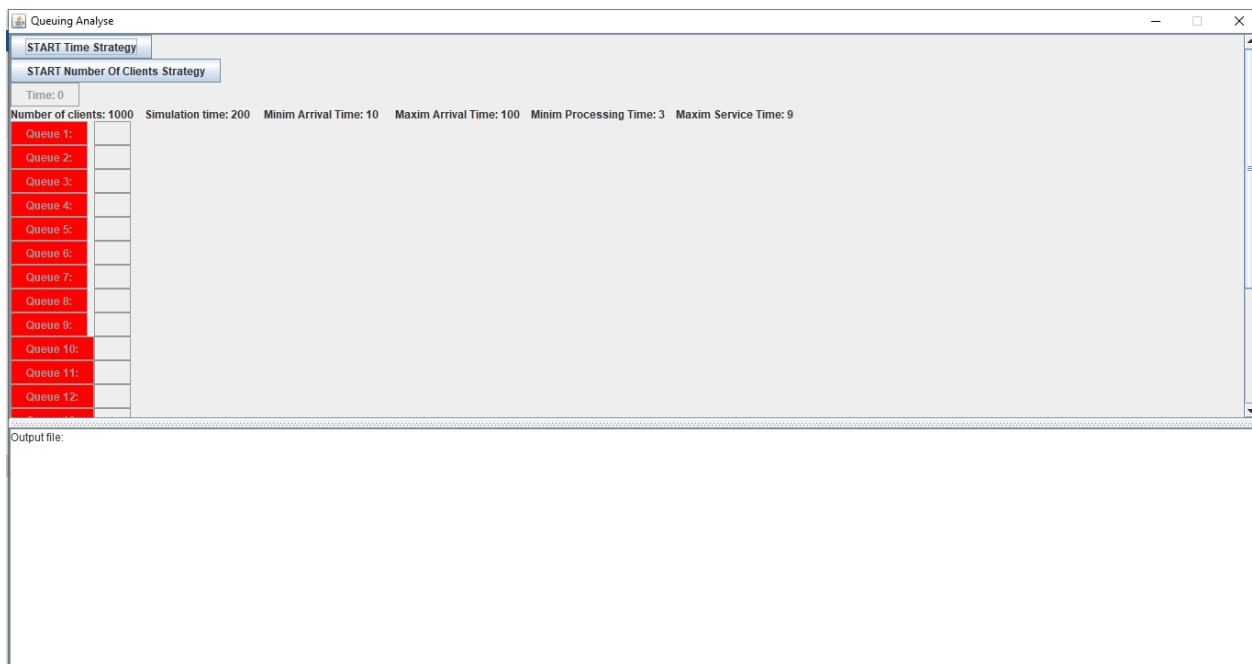 Queuing Analyse
START Time Strategy
START Number Of Clients Strategy
Time: 0
Number of clients: 1000 Simulation time: 200 Minim Arrival Time: 10 Maxim Arrival Time: 100 Minim Processing Time: 3 Maxim Service Time: 9
Queue 1:
Queue 2:
Queue 3:
Queue 4:
Queue 5:
Queue 6:
Queue 7:
Queue 8:
Queue 9:
Queue 10:
Queue 11:
Queue 12:
Output file: